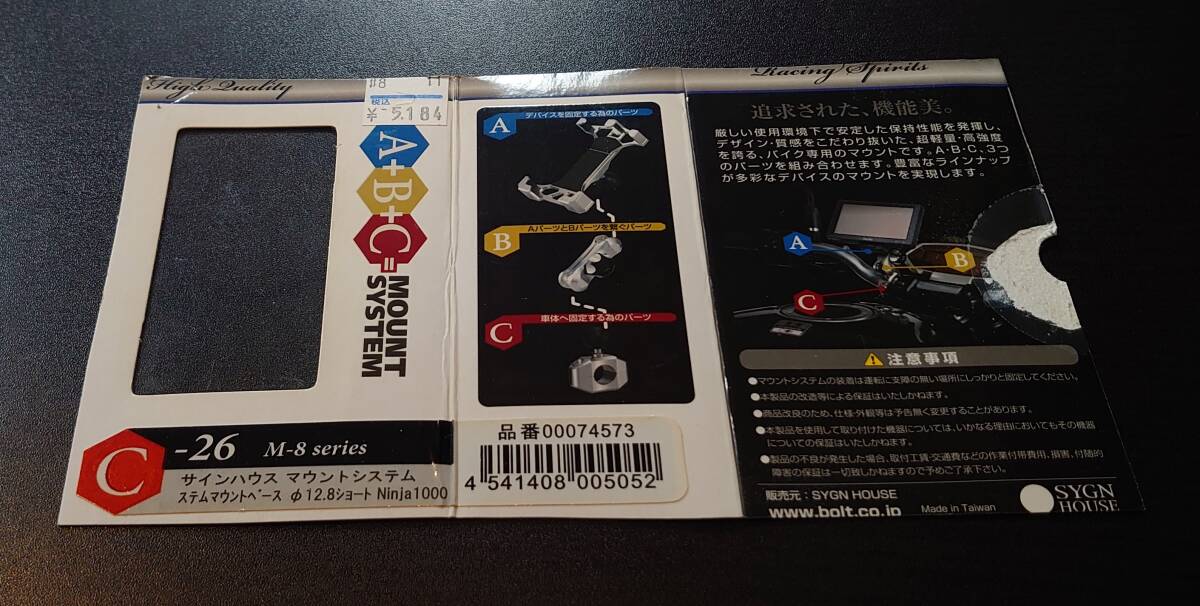 High Quality
税込
¥-5,184
A+B+C=
MOUNT
SYSTEM
C
-26 M-8 series
サインハウス マウントシステム
ステムマウントベース φ12.8ショート Ninja1000
A
デバイスを固定する為のパーツ
B
AパーツとBパーツを繋ぐパーツ
C
車体へ固定する為のパーツ
品番00074573
4 541408 005052
Racing Spirits
追求された、機能美。
厳しい使用環境下で安定した保持性能を発揮し、
デザイン・質感をこだわり抜いた、超軽量・高強度
を誇る、バイク専用のマウントです。A・B・C、3つ
のパーツを組み合わせます。豊富なラインナップ
が多彩なデバイスのマウントを実現します。
A
B
C
注意事項
●マウントシステムの装着は運転に支障の無い場所にしっかりと固定してください。
●本製品の改造等による保証はいたしかねます。
●商品改良のため、仕様・外観等は予告無く変更することがあります。
●本製品を使用して取り付けた機器については、いかなる理由においてもその機器
についての保証はいたしかねます。
●製品の不良が発生した場合、取付工賃・交通費などの作業付帯費用、損害、付随的
障害の保証は一切致しかねますので予めご了承下さい。
販売元：SYGN HOUSE
www.bolt.co.jp
Made in Taiwan
SYGN
HOUSE